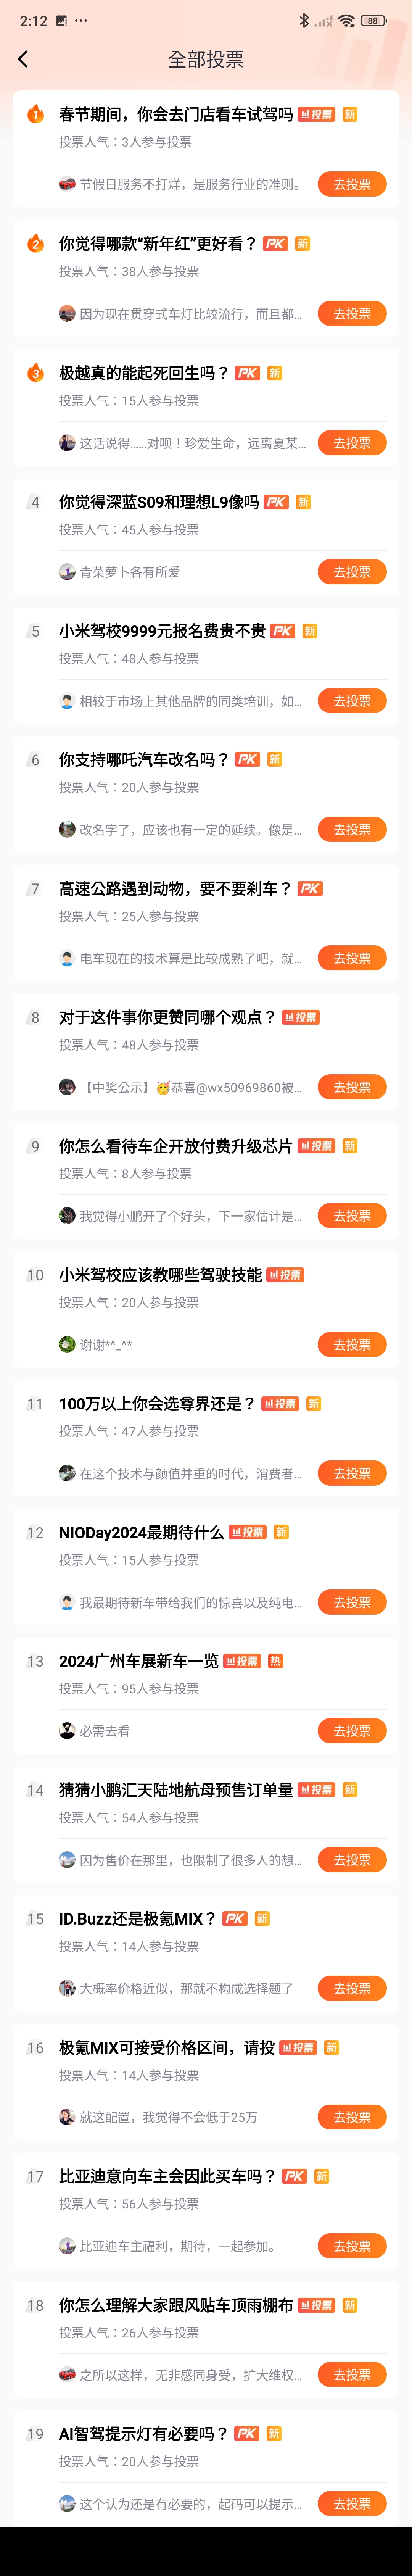 2:12 ... 88
全部投票
1 春节期间，你会去门店看车试驾吗 投票 新
投票人气：3人参与投票
节假日服务不打烊，是服务行业的准则。 去投票
2 你觉得哪款“新年红”更好看？ PK 新
投票人气：38人参与投票
因为现在贯穿式车灯比较流行，而且都... 去投票
3 极越真的能起死回生吗？ PK 新
投票人气：15人参与投票
这话说得......对呗！珍爱生命，远离夏某... 去投票
4 你觉得深蓝S09和理想L9像吗 PK 新
投票人气：45人参与投票
青菜萝卜各有所爱 去投票
5 小米驾校9999元报名费贵不贵 PK 新
投票人气：48人参与投票
相较于市场上其他品牌的同类培训，如... 去投票
6 你支持哪吒汽车改名吗？ PK 新
投票人气：20人参与投票
改名字了，应该也有一定的延续。像是... 去投票
7 高速公路遇到动物，要不要刹车？ PK
投票人气：25人参与投票
电车现在的技术算是比较成熟了吧，就... 去投票
8 对于这件事你更赞同哪个观点？ 投票
投票人气：48人参与投票
【中奖公示】🥳恭喜@wx50969860被... 去投票
9 你怎么看待车企开放付费升级芯片 投票 新
投票人气：8人参与投票
我觉得小鹏开了个好头，下一家估计是... 去投票
10 小米驾校应该教哪些驾驶技能 投票
投票人气：20人参与投票
谢谢*^_^* 去投票
11 100万以上你会选尊界还是？ 投票 新
投票人气：47人参与投票
在这个技术与颜值并重的时代，消费者... 去投票
12 NIODay2024最期待什么 投票 新
投票人气：15人参与投票
我最期待新车带给我们的惊喜以及纯电... 去投票
13 2024广州车展新车一览 投票 热
投票人气：95人参与投票
必需去看 去投票
14 猜猜小鹏汇天陆地航母预售订单量 投票 新
投票人气：54人参与投票
因为售价在那里，也限制了很多人的想... 去投票
15 ID.Buzz还是极氪MIX？ PK 新
投票人气：14人参与投票
大概率价格近似，那就不构成选择题了 去投票
16 极氪MIX可接受价格区间，请投 投票 新
投票人气：14人参与投票
就这配置，我觉得不会低于25万 去投票
17 比亚迪意向车主会因此买车吗？ PK 新
投票人气：56人参与投票
比亚迪车主福利，期待，一起参加。 去投票
18 你怎么理解大家跟风贴车顶雨棚布 投票 新
投票人气：26人参与投票
之所以这样，无非感同身受，扩大维权... 去投票
19 AI智驾提示灯有必要吗？ PK 新
投票人气：20人参与投票
这个认为还是有必要的，起码可以提示... 去投票